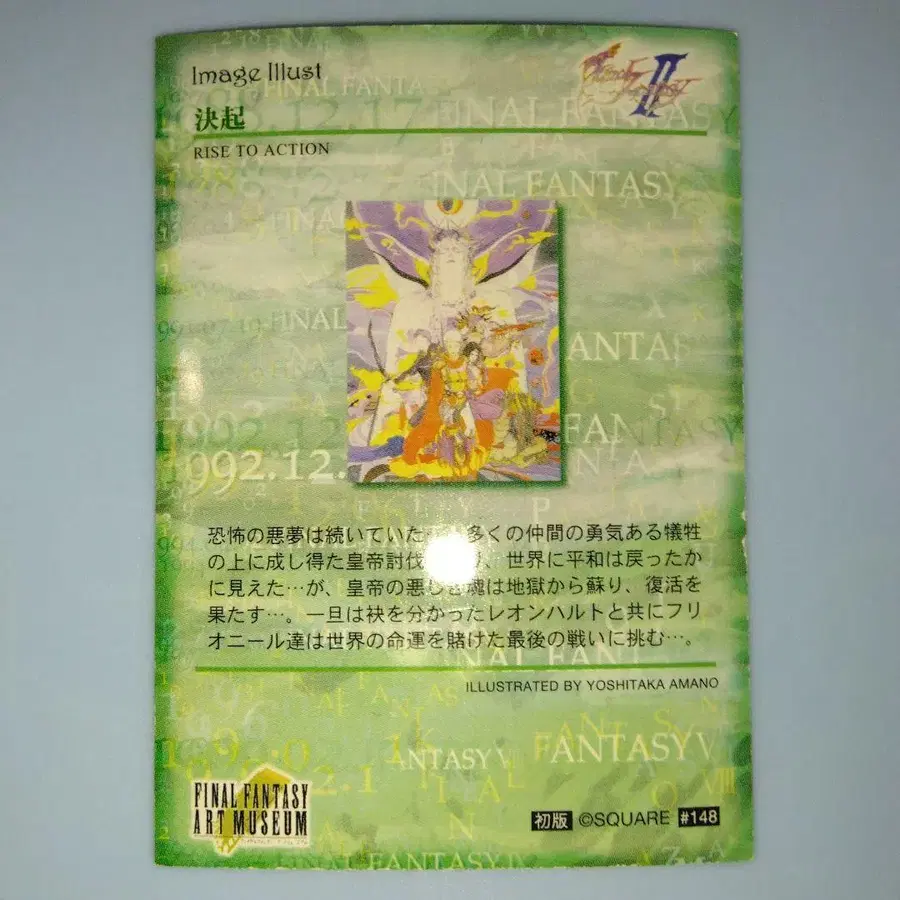 Image Illust
FINAL FANTASY II
決起
RISE TO ACTION
恐怖の悪夢は続いていた 多くの仲間の勇気ある犠牲
の上に成し得た皇帝討伐 り、世界に平和は戻ったか
に見えた…が、皇帝の悪しき魂は地獄から蘇り、復活を
果たす…。一旦は袂を分かったレオンハルトと共にフリ
オニール達は世界の命運を賭けた最後の戦いに挑む…。
ILLUSTRATED BY YOSHITAKA AMANO
FINAL FANTASY
ART MUSEUM
初版 ©SQUARE #148